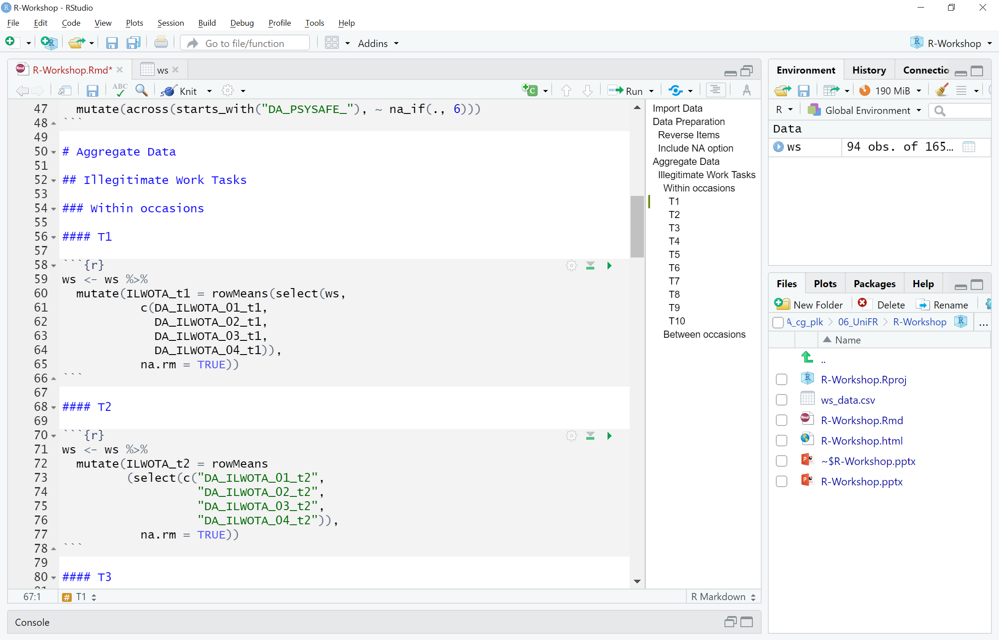 R-Workshop - RStudio
File Edit Code View Plots Session Build Debug Profile Tools Help
Go to file/function Addins R-Workshop
R-Workshop.Rmd* ws
ABC Knit Run
47 mutate(across(starts_with("DA_PSYSAFE_"), ~ na_if(., 6)))
48 ```
49
50 # Aggregate Data
51
52 ## Illegitimate Work Tasks
53
54 ### Within occasions
55
56 #### T1
57
58 ```{r}
59 ws <- ws %>%
60 mutate(ILWOTA_t1 = rowMeans(select(ws,
61 c(DA_ILWOTA_01_t1,
62 DA_ILWOTA_02_t1,
63 DA_ILWOTA_03_t1,
64 DA_ILWOTA_04_t1)),
65 na.rm = TRUE))
66 ```
67
68 #### T2
69
70 ```{r}
71 ws <- ws %>%
72 mutate(ILWOTA_t2 = rowMeans
73 (select(c("DA_ILWOTA_01_t2",
74 "DA_ILWOTA_02_t2",
75 "DA_ILWOTA_03_t2",
76 "DA_ILWOTA_04_t2")),
77 na.rm = TRUE))
78 ```
79
80 #### T3
67:1 # T1 R Markdown
Console
Import Data
Data Preparation
Reverse Items
Include NA option
Aggregate Data
Illegitimate Work Tasks
Within occasions
T1
T2
T3
T4
T5
T6
T7
T8
T9
T10
Between occasions
Environment History Connectio
190 MiB
R Global Environment
Data
ws 94 obs. of 165…
Files Plots Packages Help
New Folder Delete Rename
A_cg_plk 06_UniFR R-Workshop ...
Name
..
R-Workshop.Rproj
ws_data.csv
R-Workshop.Rmd
R-Workshop.html
~$R-Workshop.pptx
R-Workshop.pptx